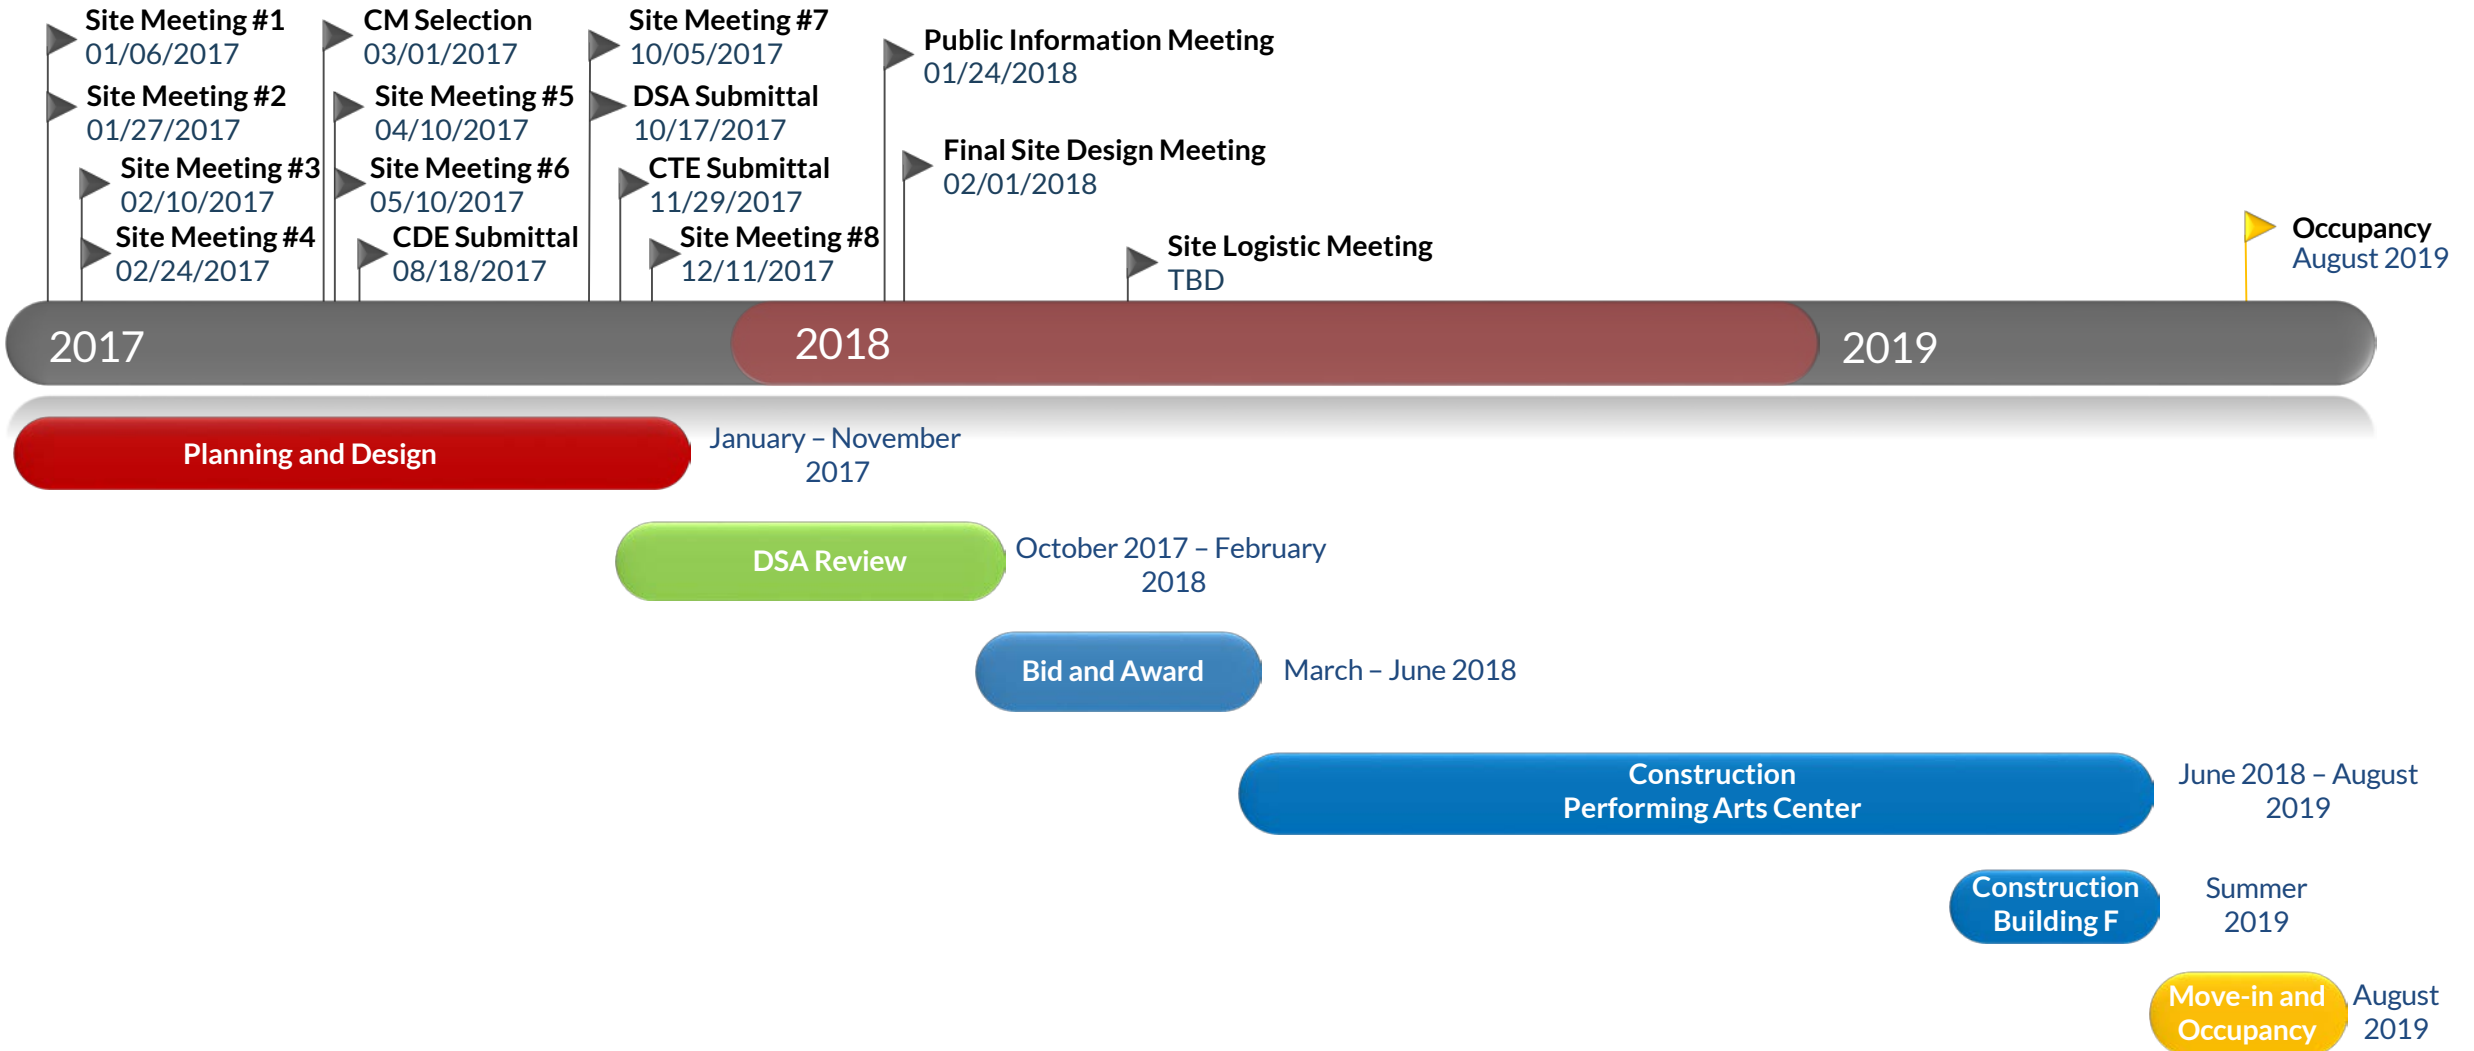 Site Meeting #1
01/06/2017
Site Meeting #2
01/27/2017
Site Meeting #3
02/10/2017
Site Meeting #4
02/24/2017
CM Selection
03/01/2017
Site Meeting #5
04/10/2017
Site Meeting #6
05/10/2017
CDE Submittal
08/18/2017
Site Meeting #7
10/05/2017
DSA Submittal
10/17/2017
CTE Submittal
11/29/2017
Site Meeting #8
12/11/2017
Public Information Meeting
01/24/2018
Final Site Design Meeting
02/01/2018
Site Logistic Meeting
TBD
Occupancy
August 2019
2017
2018
2019
Planning and Design
January – November
2017
DSA Review
October 2017 – February
2018
Bid and Award
March – June 2018
Construction
Performing Arts Center
June 2018 – August
2019
Construction
Building F
Summer
2019
Move-in and
Occupancy
August
2019